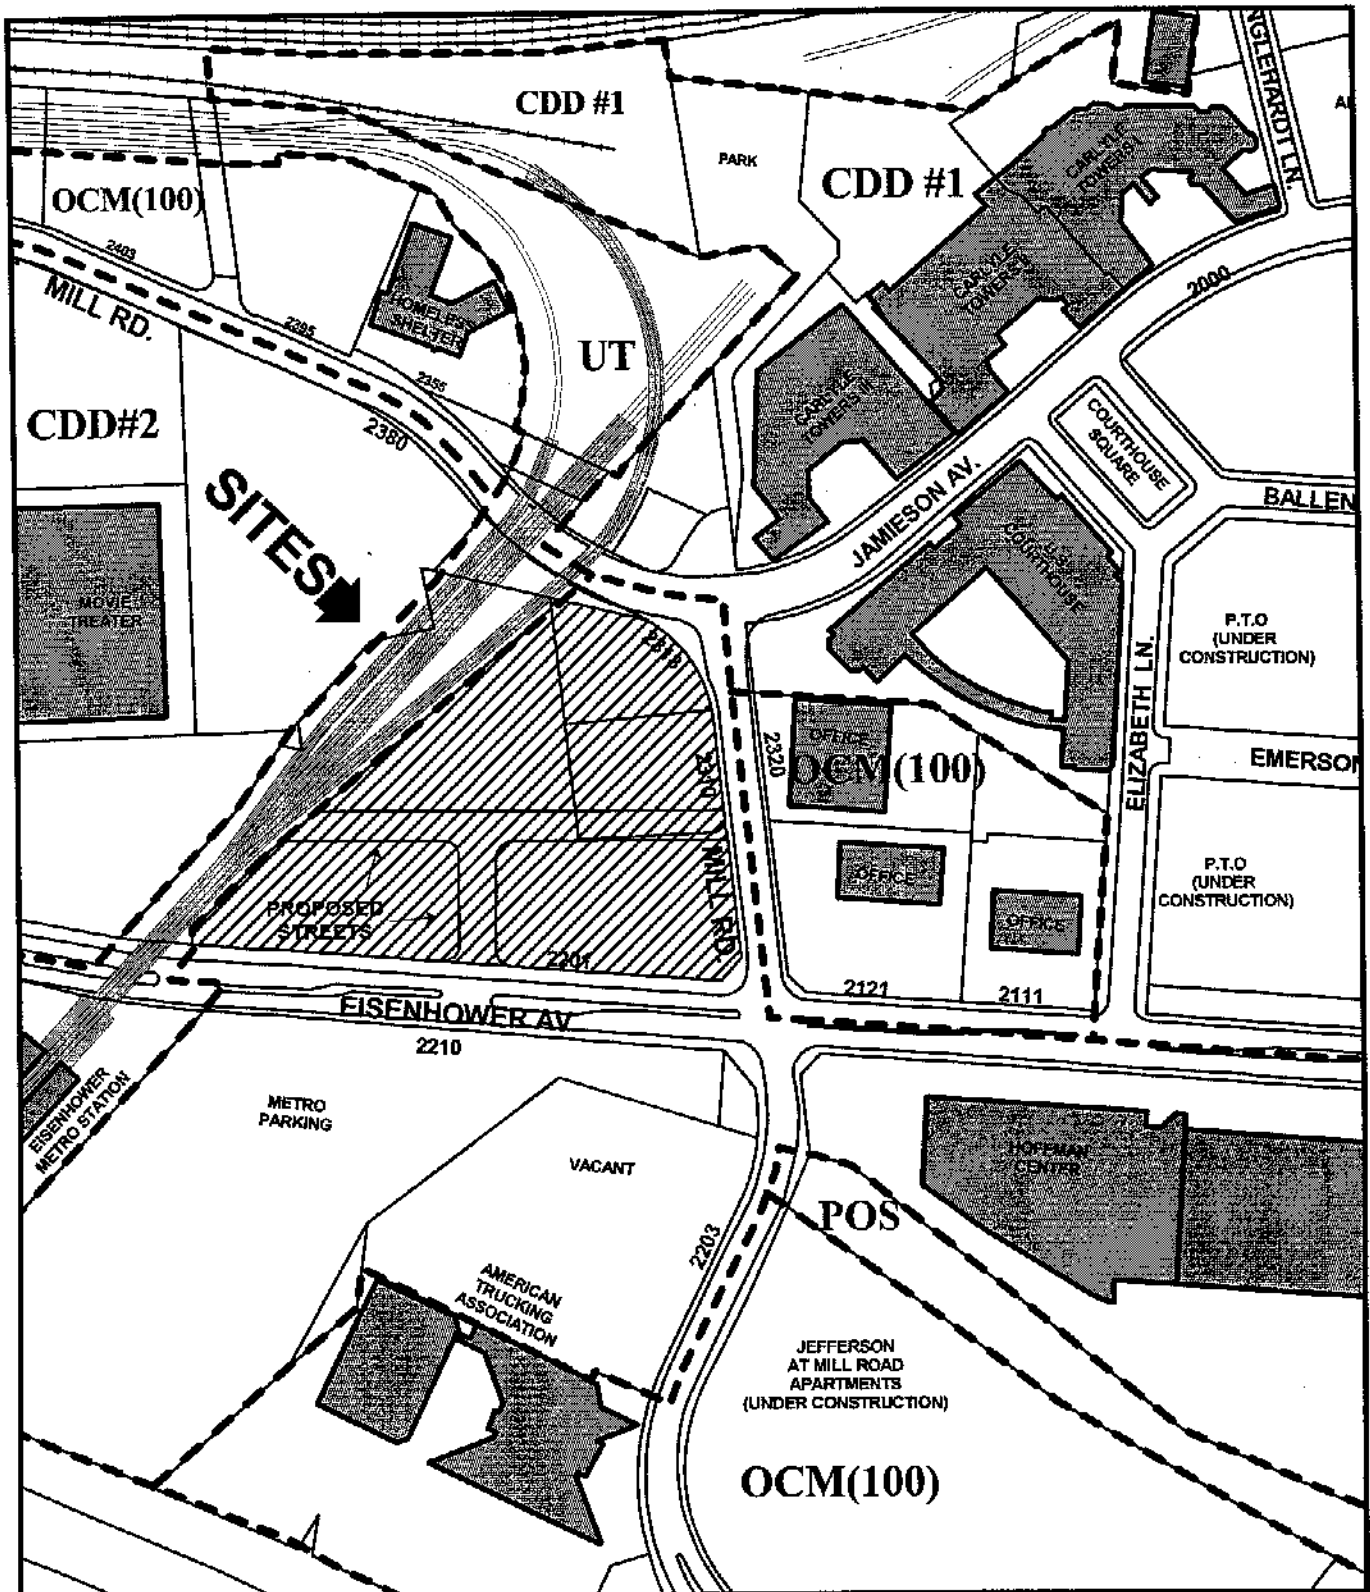 CDD #1
PARK
CDD #1
CARLYLE
TOWERS I
NGLERHARDT LN.
OCM(100)
2403
MILL RD.
HOMELESS
SHELTER
2395
2355
2380
UT
CARLYLE
TOWERS II
2000
CARLYLE
TOWERS III
CDD#2
SITES
COURTHOUSE
SQUARE
BALLEN
JAMIESON AV.
U.S.
COURTHOUSE
MOVIE
TREATER
P.T.O
(UNDER
CONSTRUCTION)
ELIZABETH LN.
2318
2320
OFFICE
OCM(100)
EMERSON
MILL RD.
OFFICE
OFFICE
P.T.O
(UNDER
CONSTRUCTION)
PROPOSED
STREETS
2201
2121
2111
EISENHOWER AV
2210
EISENHOWER
METRO STATION
METRO
PARKING
VACANT
HOFFMAN
CENTER
POS
2203
AMERICAN
TRUCKING
ASSOCIATION
JEFFERSON
AT MILL ROAD
APARTMENTS
(UNDER CONSTRUCTION)
OCM(100)